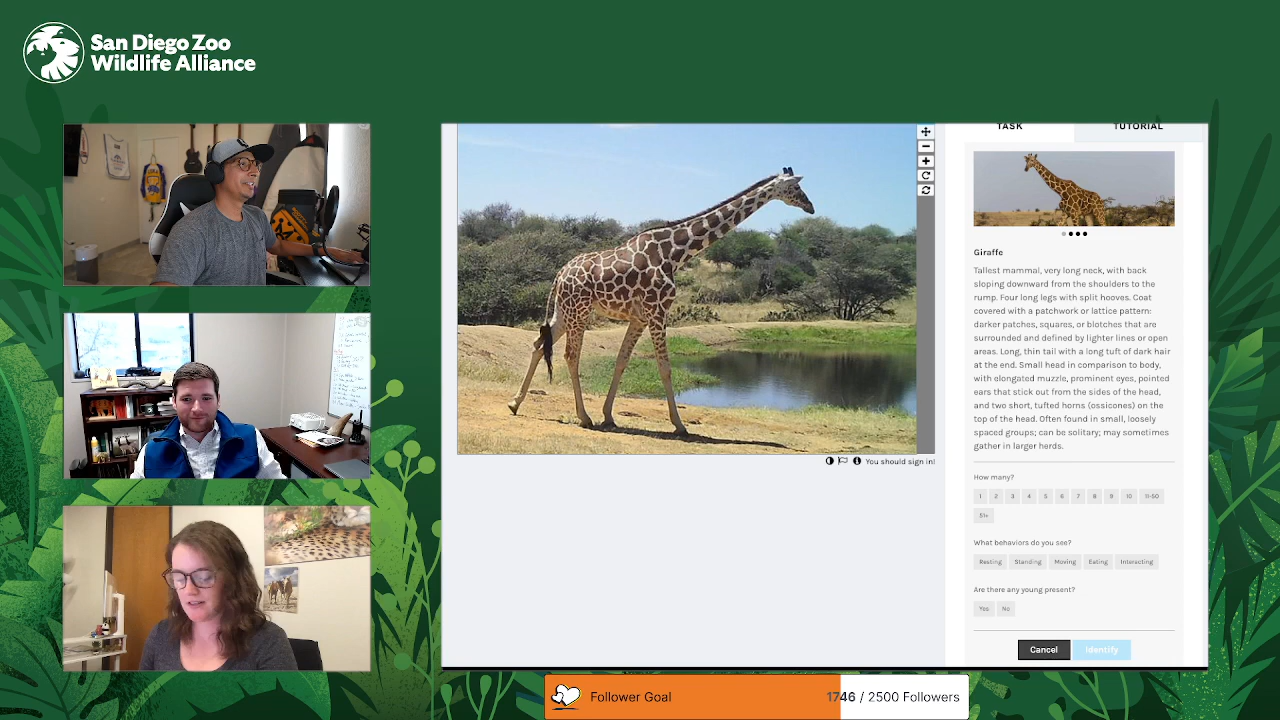 San Diego Zoo
Wildlife Alliance
TASK
TUTORIAL
Giraffe
Tallest mammal, very long neck, with back
sloping downward from the shoulders to the
rump. Four long legs with split hooves. Coat
covered with a patchwork or lattice pattern:
darker patches, squares, or blotches that are
surrounded and defined by lighter lines or open
areas. Long, thin tail with a long tuft of dark hair
at the end. Small head in comparison to body,
with elongated muzzle, prominent eyes, pointed
ears that stick out from the sides of the head,
and two short, tufted horns (ossicones) on the
top of the head. Often found in small, loosely
spaced groups; can be solitary; may sometimes
gather in larger herds.
You should sign in!
How many?
1 2 3 4 5 6 7 8 9 10 11-50
51+
What behaviors do you see?
Resting Standing Moving Eating Interacting
Are there any young present?
Yes No
Cancel Identify
Follower Goal 1746 / 2500 Followers